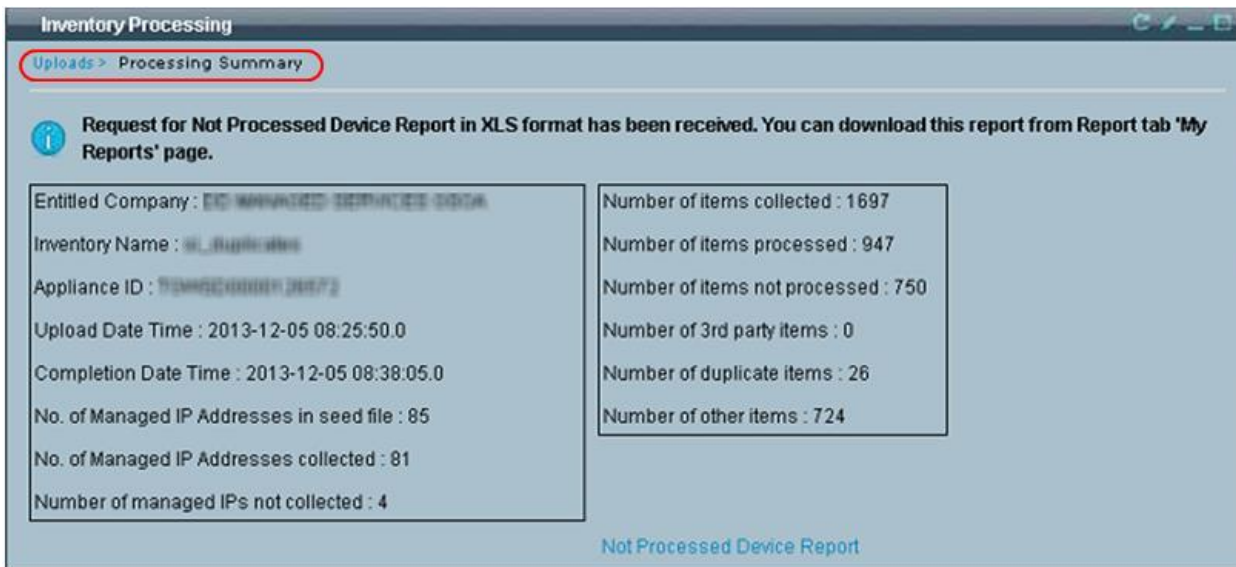 Inventory Processing
Uploads > Processing Summary
Request for Not Processed Device Report in XLS format has been received. You can download this report from Report tab 'My
Reports' page.
Entitled Company :
Inventory Name :
Appliance ID :
Upload Date Time : 2013-12-05 08:25:50.0
Completion Date Time : 2013-12-05 08:38:05.0
No. of Managed IP Addresses in seed file : 85
No. of Managed IP Addresses collected : 81
Number of managed IPs not collected : 4
Number of items collected : 1697
Number of items processed : 947
Number of items not processed : 750
Number of 3rd party items : 0
Number of duplicate items : 26
Number of other items : 724
Not Processed Device Report